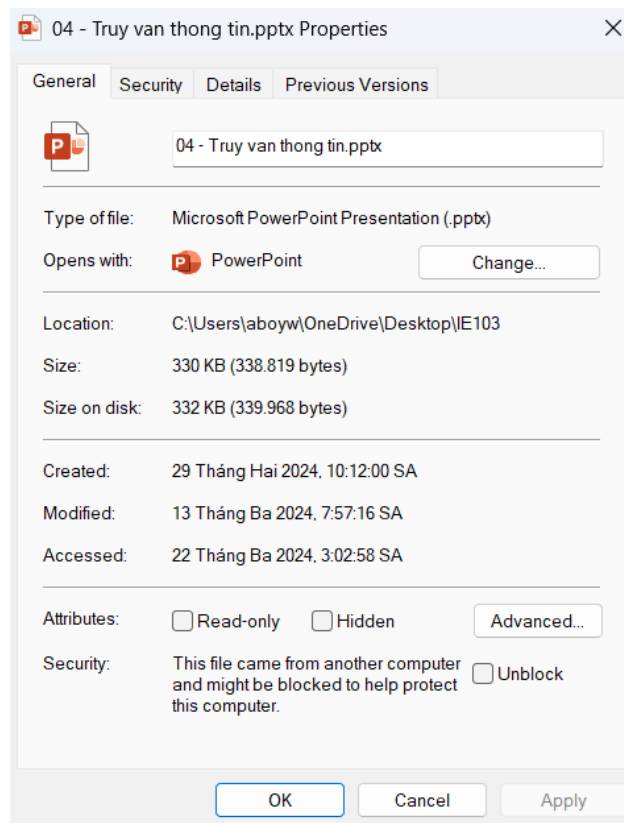 04 - Truy van thong tin.pptx Properties
General Security Details Previous Versions
04 - Truy van thong tin.pptx
Type of file: Microsoft PowerPoint Presentation (.pptx)
Opens with: PowerPoint Change...
Location: C:\Users\aboyw\OneDrive\Desktop\IE103
Size: 330 KB (338.819 bytes)
Size on disk: 332 KB (339.968 bytes)
Created: 29 Tháng Hai 2024, 10:12:00 SA
Modified: 13 Tháng Ba 2024, 7:57:16 SA
Accessed: 22 Tháng Ba 2024, 3:02:58 SA
Attributes: Read-only Hidden Advanced...
Security: This file came from another computer
and might be blocked to help protect Unblock
this computer.
OK Cancel Apply